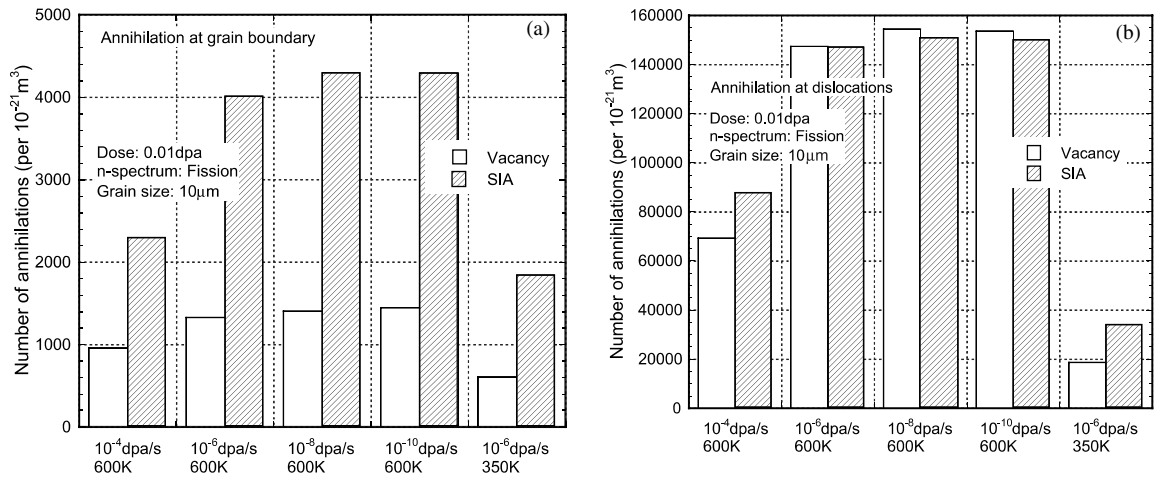 (a)
Annihilation at grain boundary
Dose: 0.01dpa
n-spectrum: Fission
Grain size: 10μm
Vacancy
SIA
Number of annihilations (per 10⁻²¹m³)
5000
4000
3000
2000
1000
0
10⁻⁴dpa/s
600K
10⁻⁶dpa/s
600K
10⁻⁸dpa/s
600K
10⁻¹⁰dpa/s
600K
10⁻⁶dpa/s
350K
(b)
Annihilation at dislocations
Dose: 0.01dpa
n-spectrum: Fission
Grain size: 10μm
Vacancy
SIA
Number of annihilations (per 10⁻²¹m³)
160000
140000
120000
100000
80000
60000
40000
20000
0
10⁻⁴dpa/s
600K
10⁻⁶dpa/s
600K
10⁻⁸dpa/s
600K
10⁻¹⁰dpa/s
600K
10⁻⁶dpa/s
350K